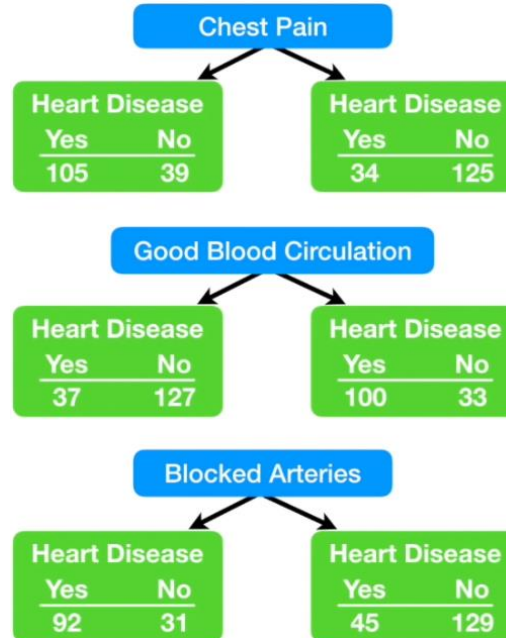 Chest Pain
Heart Disease
Yes No
105 39
Heart Disease
Yes No
34 125
Good Blood Circulation
Heart Disease
Yes No
37 127
Heart Disease
Yes No
100 33
Blocked Arteries
Heart Disease
Yes No
92 31
Heart Disease
Yes No
45 129